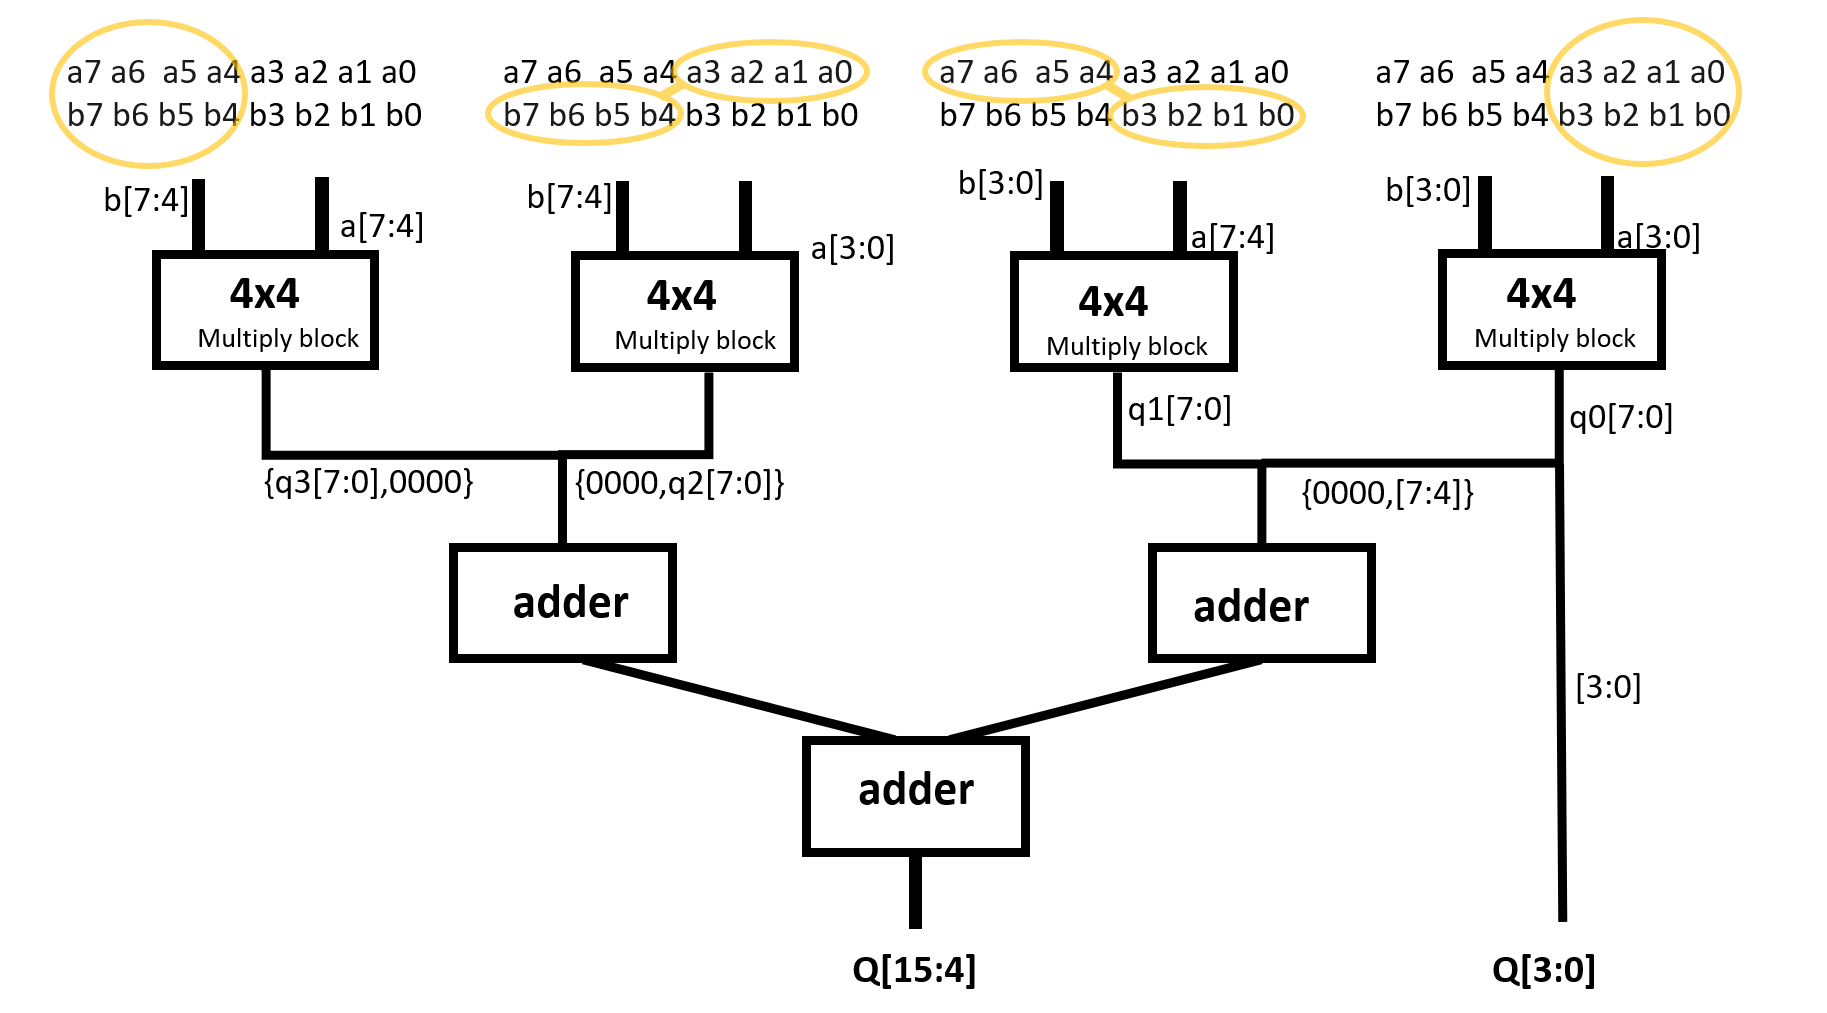 a7 a6 a5 a4 a3 a2 a1 a0
b7 b6 b5 b4 b3 b2 b1 b0
a7 a6 a5 a4 a3 a2 a1 a0
b7 b6 b5 b4 b3 b2 b1 b0
a7 a6 a5 a4 a3 a2 a1 a0
b7 b6 b5 b4 b3 b2 b1 b0
a7 a6 a5 a4 a3 a2 a1 a0
b7 b6 b5 b4 b3 b2 b1 b0
b[7:4]
a[7:4]
b[7:4]
a[3:0]
b[3:0]
a[7:4]
b[3:0]
a[3:0]
4x4
Multiply block
4x4
Multiply block
4x4
Multiply block
4x4
Multiply block
q1[7:0]
q0[7:0]
{q3[7:0],0000}
{0000,q2[7:0]}
{0000,[7:4]}
adder
adder
[3:0]
adder
Q[15:4]
Q[3:0]